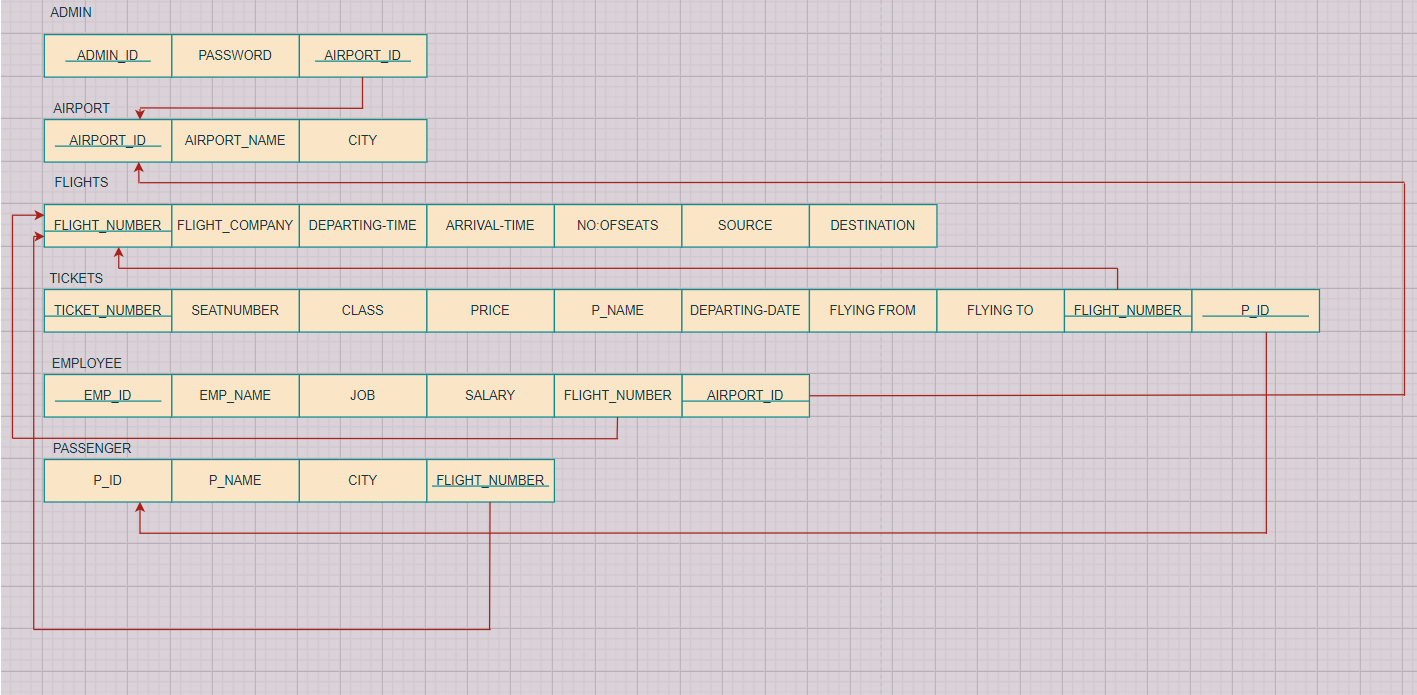 ADMIN
ADMIN_ID PASSWORD AIRPORT_ID
AIRPORT
AIRPORT_ID AIRPORT_NAME CITY
FLIGHTS
FLIGHT_NUMBER FLIGHT_COMPANY DEPARTING-TIME ARRIVAL-TIME NO:OFSEATS SOURCE DESTINATION
TICKETS
TICKET_NUMBER SEATNUMBER CLASS PRICE P_NAME DEPARTING-DATE FLYING FROM FLYING TO FLIGHT_NUMBER P_ID
EMPLOYEE
EMP_ID EMP_NAME JOB SALARY FLIGHT_NUMBER AIRPORT_ID
PASSENGER
P_ID P_NAME CITY FLIGHT_NUMBER